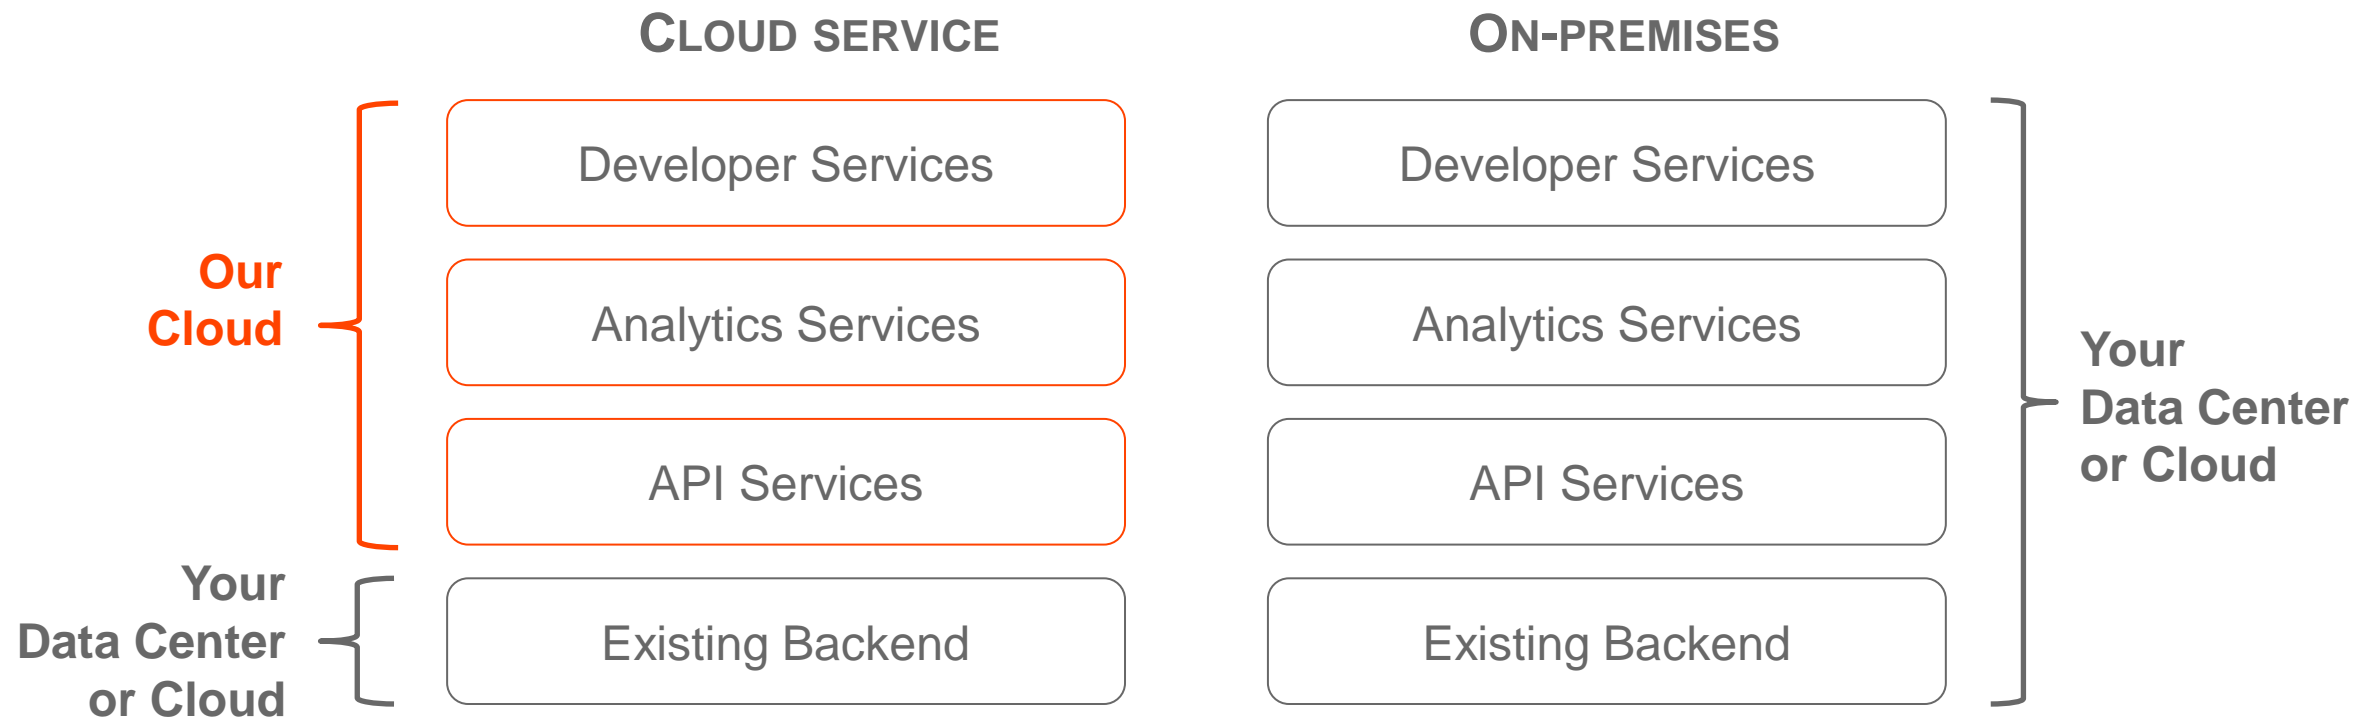 CLOUD SERVICE
ON-PREMISES
Our
Cloud
Developer Services
Analytics Services
API Services
Your
Data Center
or Cloud
Existing Backend
Developer Services
Analytics Services
API Services
Existing Backend
Your
Data Center
or Cloud